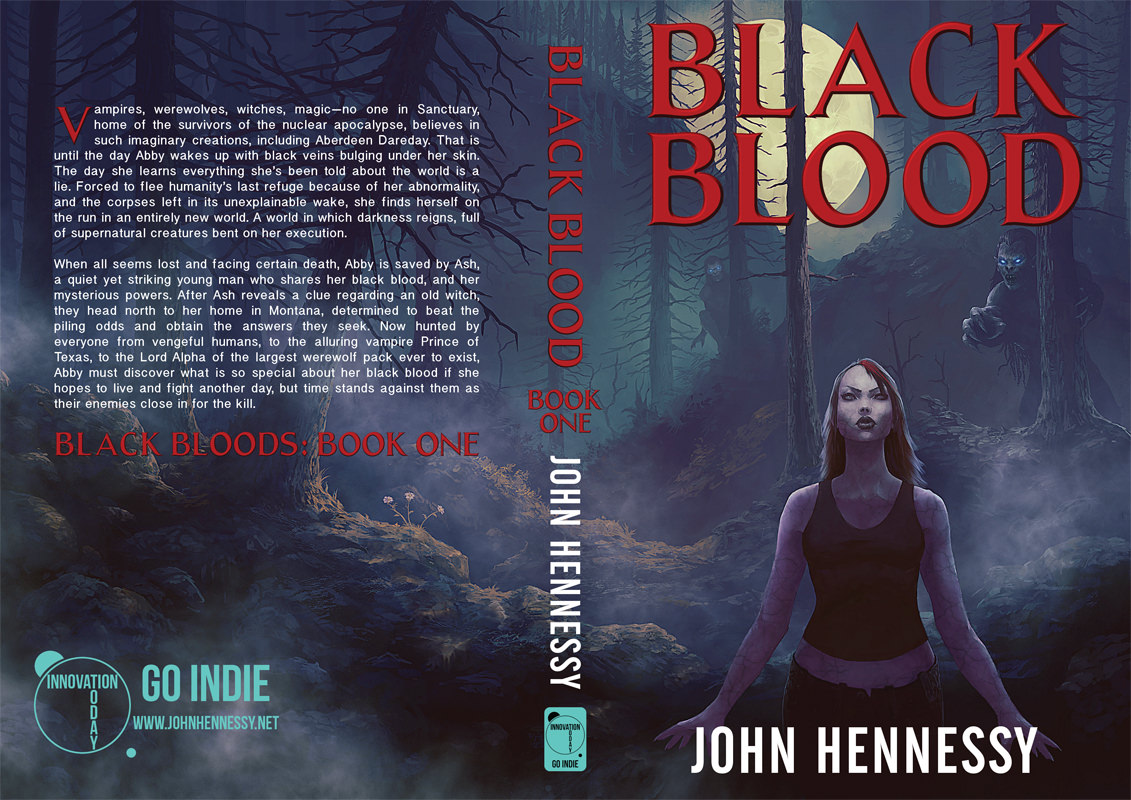 Vampires, werewolves, witches, magic—no one in Sanctuary,
home of the survivors of the nuclear apocalypse, believes in
such imaginary creations, including Aberdeen Dareday. That is
until the day Abby wakes up with black veins bulging under her skin.
The day she learns everything she's been told about the world is a
lie. Forced to flee humanity's last refuge because of her abnormality,
and the corpses left in its unexplainable wake, she finds herself on
the run in an entirely new world. A world in which darkness reigns, full
of supernatural creatures bent on her execution.
When all seems lost and facing certain death, Abby is saved by Ash,
a quiet yet striking young man who shares her black blood, and her
mysterious powers. After Ash reveals a clue regarding an old witch,
they head north to her home in Montana, determined to beat the
piling odds and obtain the answers they seek. Now hunted by
everyone from vengeful humans, to the alluring vampire Prince of
Texas, to the Lord Alpha of the largest werewolf pack ever to exist,
Abby must discover what is so special about her black blood if she
hopes to live and fight another day, but time stands against them as
their enemies close in for the kill.
BLACK BLOODS: BOOK ONE
INNOVATION
TODAY
GO INDIE
WWW.JOHNHENNESSY.NET
BLACK BLOOD
BOOK
ONE
JOHN HENNESSY
INNOVATION
TODAY
GO INDIE
BLACK
BLOOD
JOHN HENNESSY